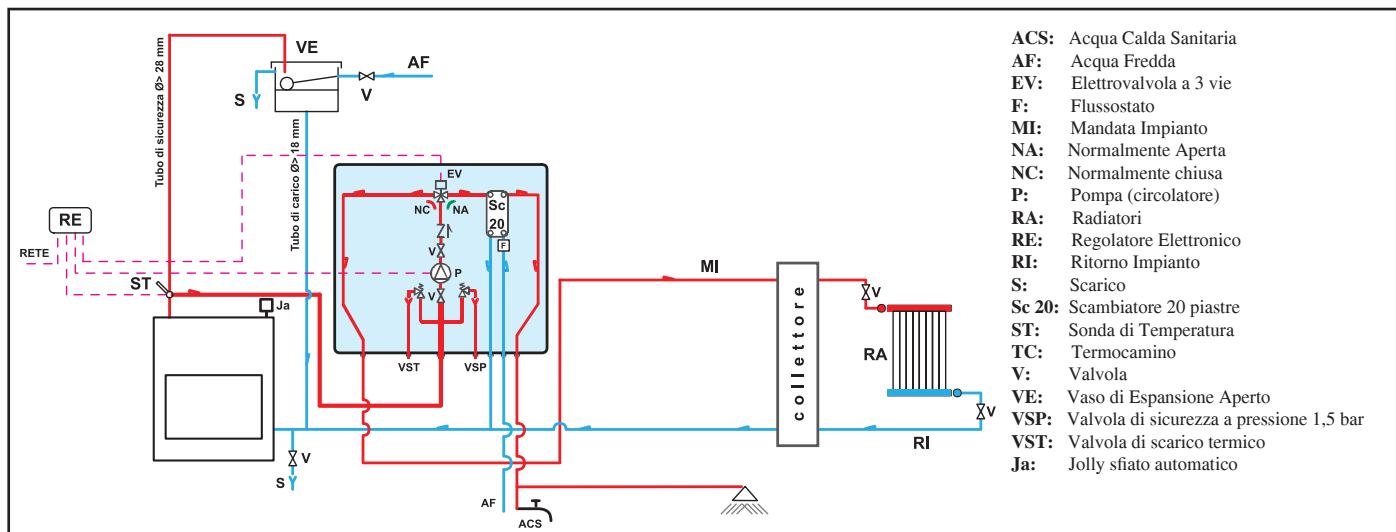 VE
AF
V
S
Tubo di sicurezza Ø> 28 mm
Tubo di carico Ø> 18 mm
EV
NC
NA
Sc
20
F
V
P
V
RE
RETE
ST
Ja
VST
VSP
MI
V
RA
collettore
V
RI
V
S
AF
ACS
ACS: Acqua Calda Sanitaria
AF: Acqua Fredda
EV: Elettrovalvola a 3 vie
F: Flussostato
MI: Mandata Impianto
NA: Normalmente Aperta
NC: Normalmente chiusa
P: Pompa (circolatore)
RA: Radiatori
RE: Regolatore Elettronico
RI: Ritorno Impianto
S: Scarico
Sc 20: Scambiatore 20 piastre
ST: Sonda di Temperatura
TC: Termocamino
V: Valvola
VE: Vaso di Espansione Aperto
VSP: Valvola di sicurezza a pressione 1,5 bar
VST: Valvola di scarico termico
Ja: Jolly sfiato automatico